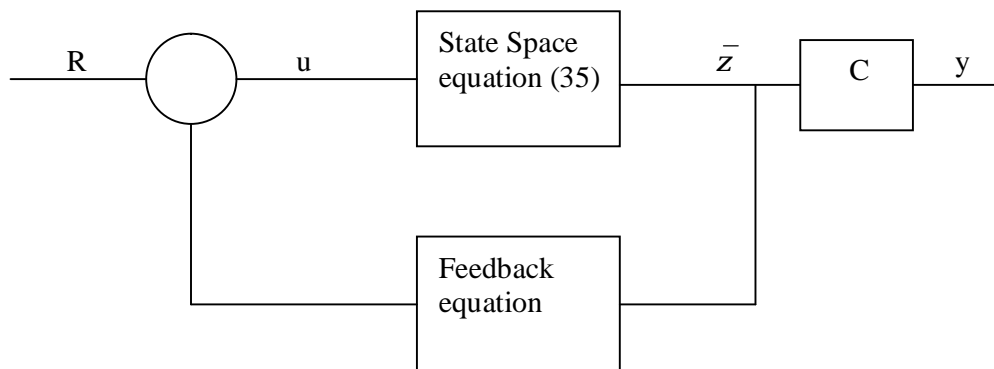 R
u
State Space
equation (35)
z̄
C
y
Feedback
equation